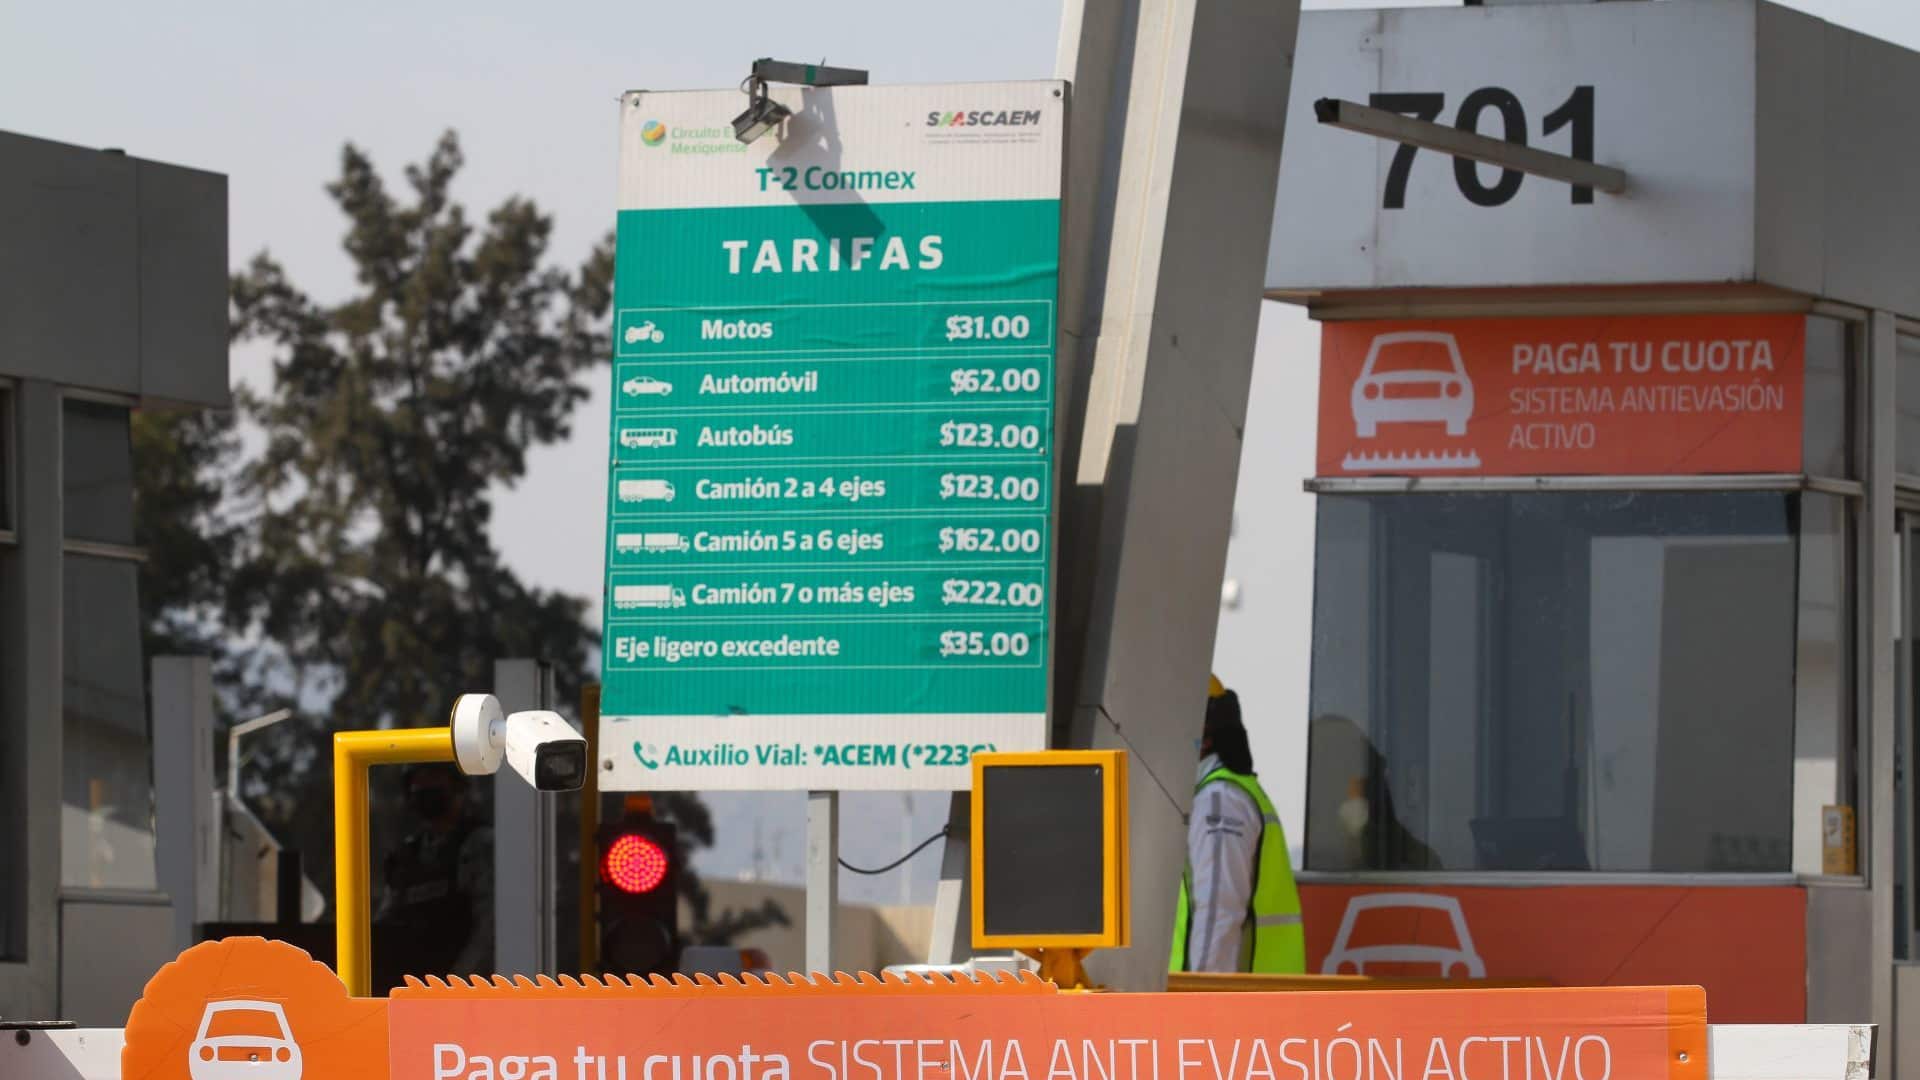 Circuito E
Mexiquense
SAASCAEM
T-2 Conmex
TARIFAS
Motos $31.00
Automóvil $62.00
Autobús $123.00
Camión 2 a 4 ejes $123.00
Camión 5 a 6 ejes $162.00
Camión 7 o más ejes $222.00
Eje ligero excedente $35.00
Auxilio Vial: *ACEM (*223
701
PAGA TU CUOTA
SISTEMA ANTIEVASIÓN
ACTIVO
Paga tu cuota SISTEMA ANTIEVASIÓN ACTIVO